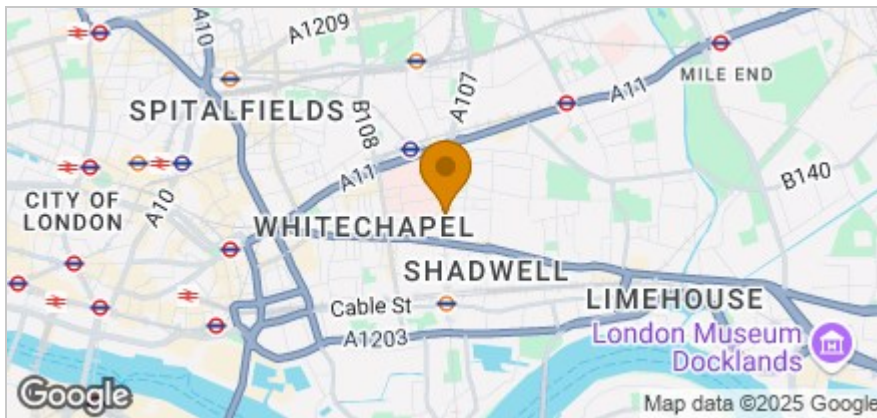 A10
A1209
SPITALFIELDS
B108
A107
A11
MILE END
A11
B140
CITY OF
LONDON
A10
WHITECHAPEL
SHADWELL
Cable St
LIMEHOUSE
A1203
London Museum
Docklands
Google
Map data ©2025 Google